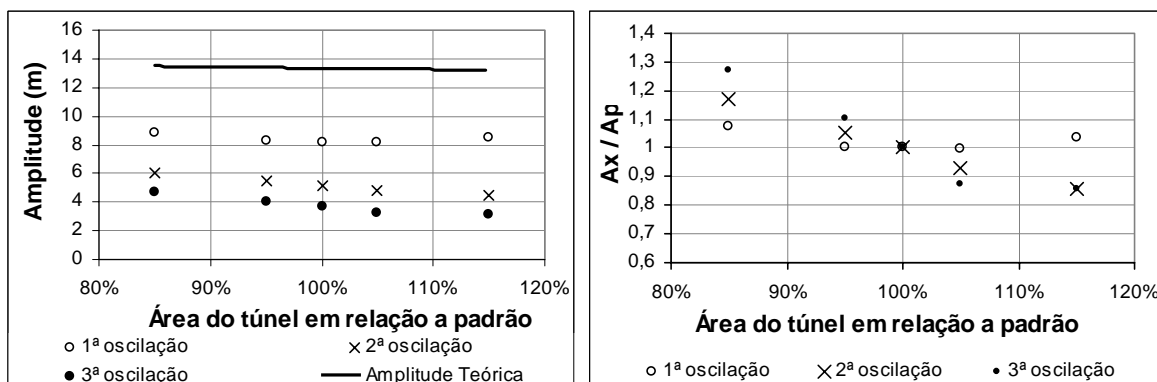 Amplitude (m)
16
14
12
10
8
6
4
2
0
80%
90%
100%
110%
120%
Área do túnel em relação a padrão
1ª oscilação
2ª oscilação
3ª oscilação
Amplitude Teórica
Ax / Ap
1,4
1,3
1,2
1,1
1
0,9
0,8
0,7
0,6
80%
90%
100%
110%
120%
Área do túnel em relação a padrão
1ª oscilação
2ª oscilação
3ª oscilação